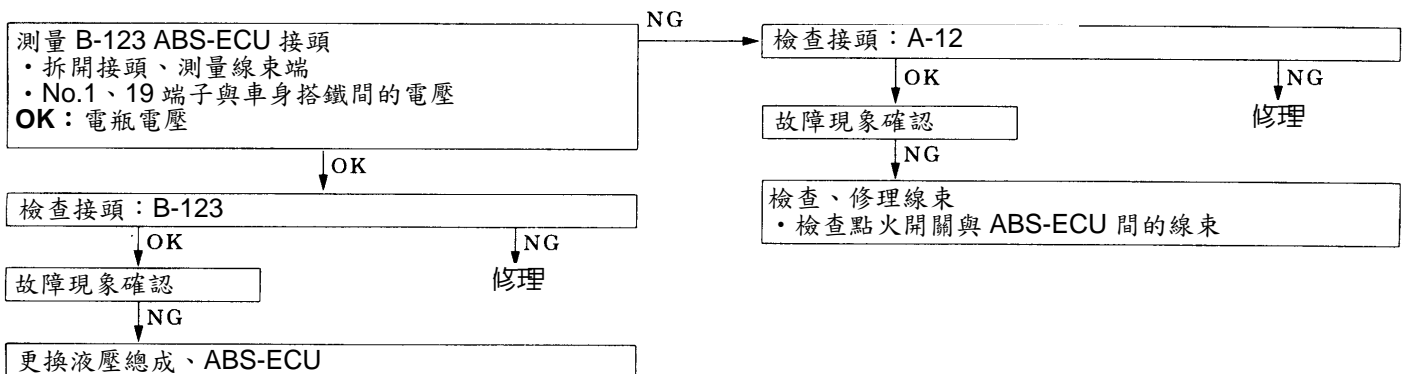 測量 B-123 ABS-ECU 接頭
・拆開接頭、測量線束端
・No.1、19 端子與車身搭鐵間的電壓
OK：電瓶電壓
NG
檢查接頭：A-12
OK
NG
故障現象確認
修理
NG
檢查、修理線束
・檢查點火開關與 ABS-ECU 間的線束
OK
檢查接頭：B-123
OK
NG
故障現象確認
修理
NG
更換液壓總成、ABS-ECU